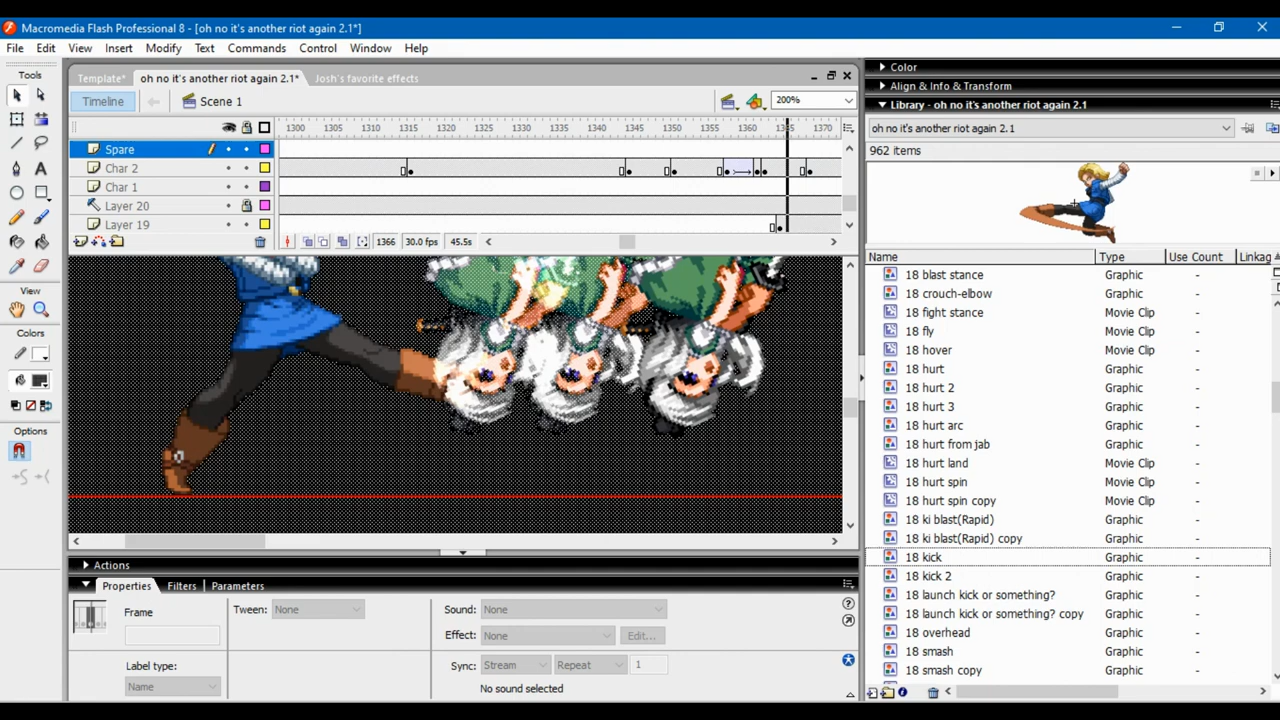 Macromedia Flash Professional 8 - [oh no it's another riot again 2.1*]
File Edit View Insert Modify Text Commands Control Window Help
Tools
Template* oh no it's another riot again 2.1* Josh's favorite effects
Timeline Scene 1 200%
1300 1305 1310 1315 1320 1325 1330 1335 1340 1345 1350 1355 1360 1365 1370
Spare
Char 2
Char 1
Layer 20
Layer 19
1366 30.0 fps 45.5s
View
Colors
Options
Actions
Properties Filters Parameters
Frame Tween: None Sound: None
Effect: None Edit...
Label type: Sync: Stream Repeat 1
Name No sound selected
Color
Align & Info & Transform
Library - oh no it's another riot again 2.1
oh no it's another riot again 2.1
962 items
Name Type Use Count Linkag
18 blast stance Graphic -
18 crouch-elbow Graphic -
18 fight stance Movie Clip -
18 fly Movie Clip -
18 hover Movie Clip -
18 hurt Graphic -
18 hurt 2 Graphic -
18 hurt 3 Graphic -
18 hurt arc Graphic -
18 hurt from jab Graphic -
18 hurt land Movie Clip -
18 hurt spin Movie Clip -
18 hurt spin copy Movie Clip -
18 ki blast(Rapid) Graphic -
18 ki blast(Rapid) copy Graphic -
18 kick Graphic -
18 kick 2 Graphic -
18 launch kick or something? Graphic -
18 launch kick or something? copy Graphic -
18 overhead Graphic -
18 smash Graphic -
18 smash copy Graphic -